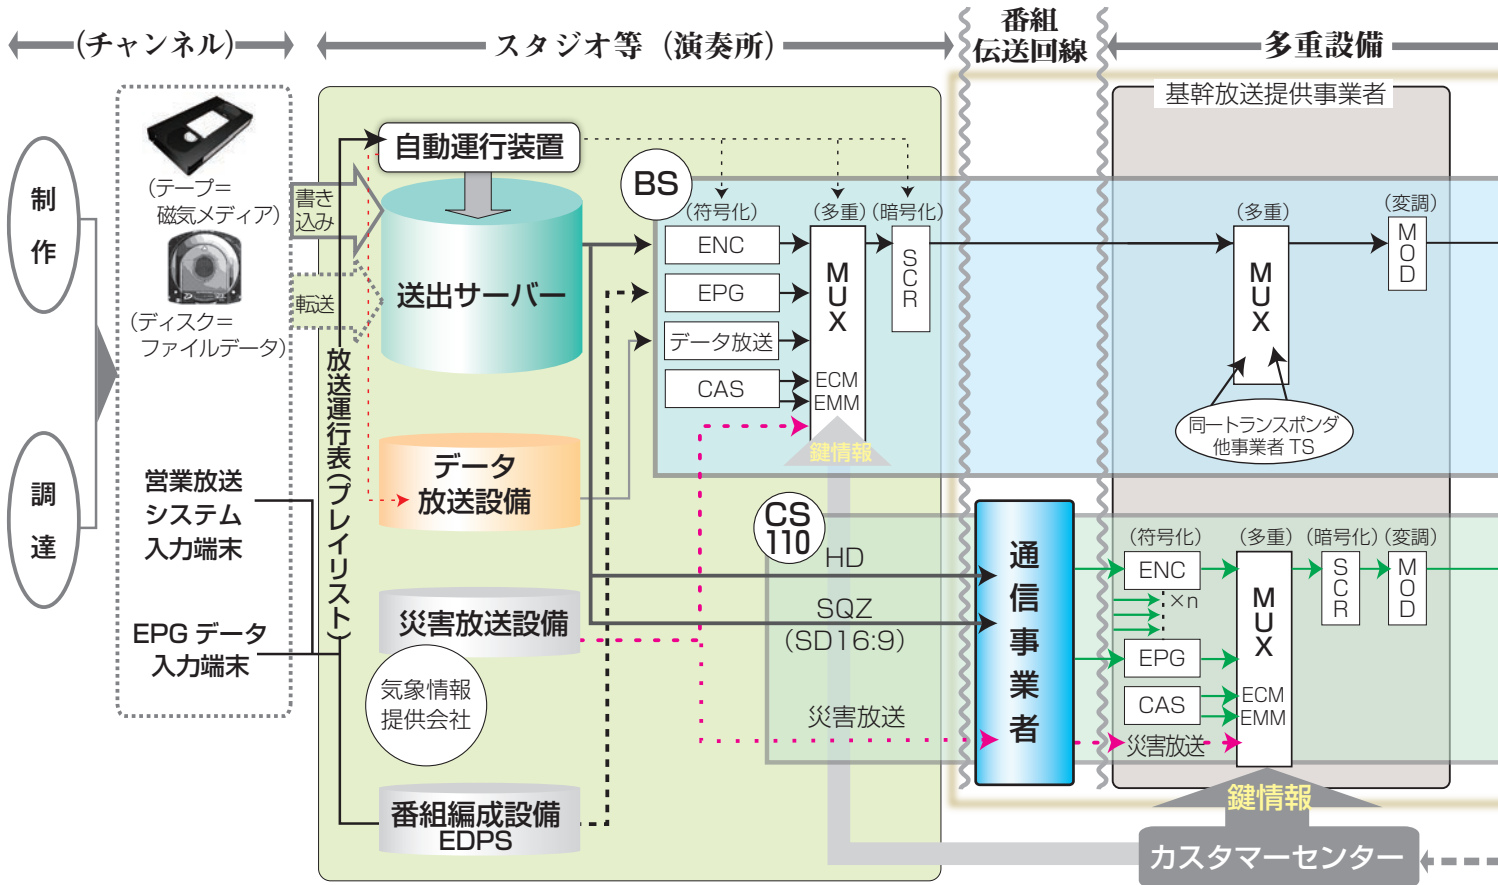 (チャンネル)
スタジオ等(演奏所)
番組
伝送回線
多重設備
制作
調達
(テープ=
磁気メディア)
(ディスク=
ファイルデータ)
営業放送
システム
入力端末
EPG データ
入力端末
書き
込み
転送
放送運行表(プレイリスト)
自動運行装置
送出サーバー
データ
放送設備
災害放送設備
気象情報
提供会社
番組編成設備
EDPS
BS
(符号化)
(多重)
(暗号化)
ENC
EPG
データ放送
CAS
MUX
ECM
EMM
SCR
鍵情報
基幹放送提供事業者
(多重)
(変調)
MUX
MOD
同一トランスポンダ
他事業者 TS
CS
110
HD
SQZ
(SD16:9)
災害放送
通信事業者
(符号化)
(多重)
(暗号化)
(変調)
ENC
×n
EPG
CAS
MUX
ECM
EMM
SCR
MOD
災害放送
鍵情報
カスタマーセンター